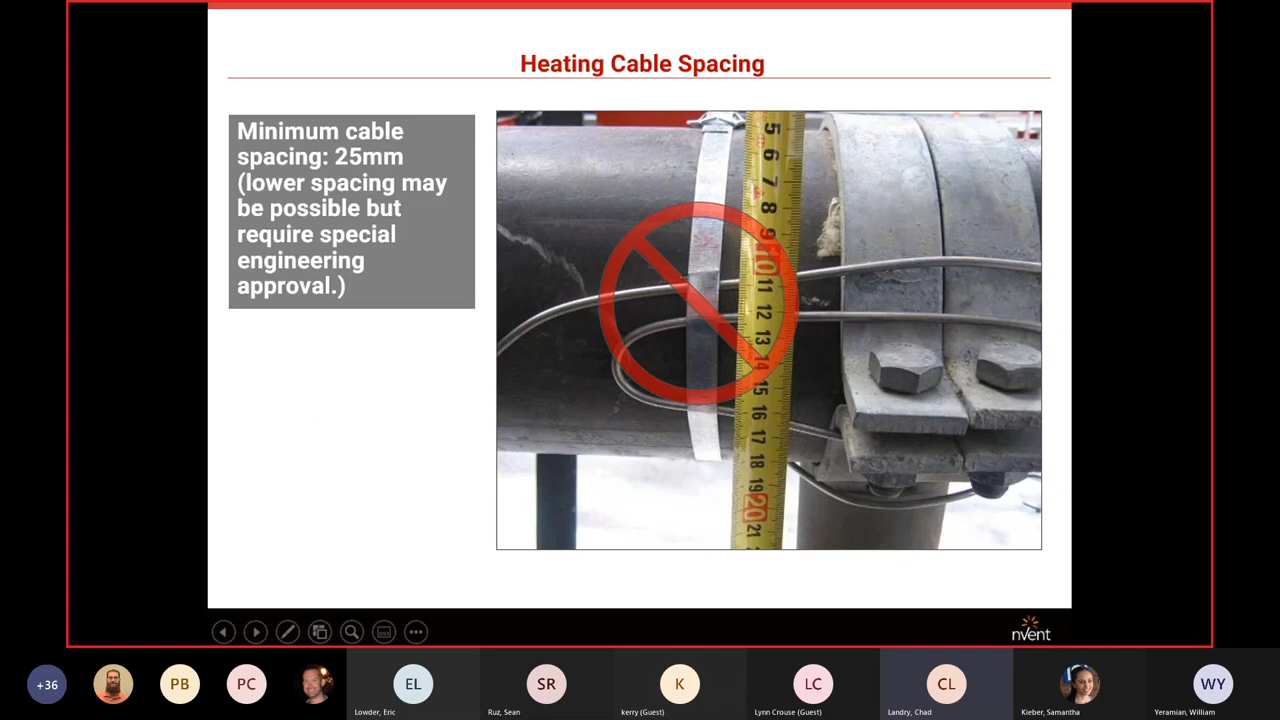 Heating Cable Spacing
Minimum cable
spacing: 25mm
(lower spacing may
be possible but
require special
engineering
approval.)
5
6
7
8
9
10
11
12
13
14
15
16
17
18
19
20
21
nVent
+36
PB
PC
EL
SR
K
LC
CL
WY
Lowder, Eric
Ruz, Sean
kerry (Guest)
Lynn Crouse (Guest)
Landry, Chad
Kieber, Samantha
Yeramian, William